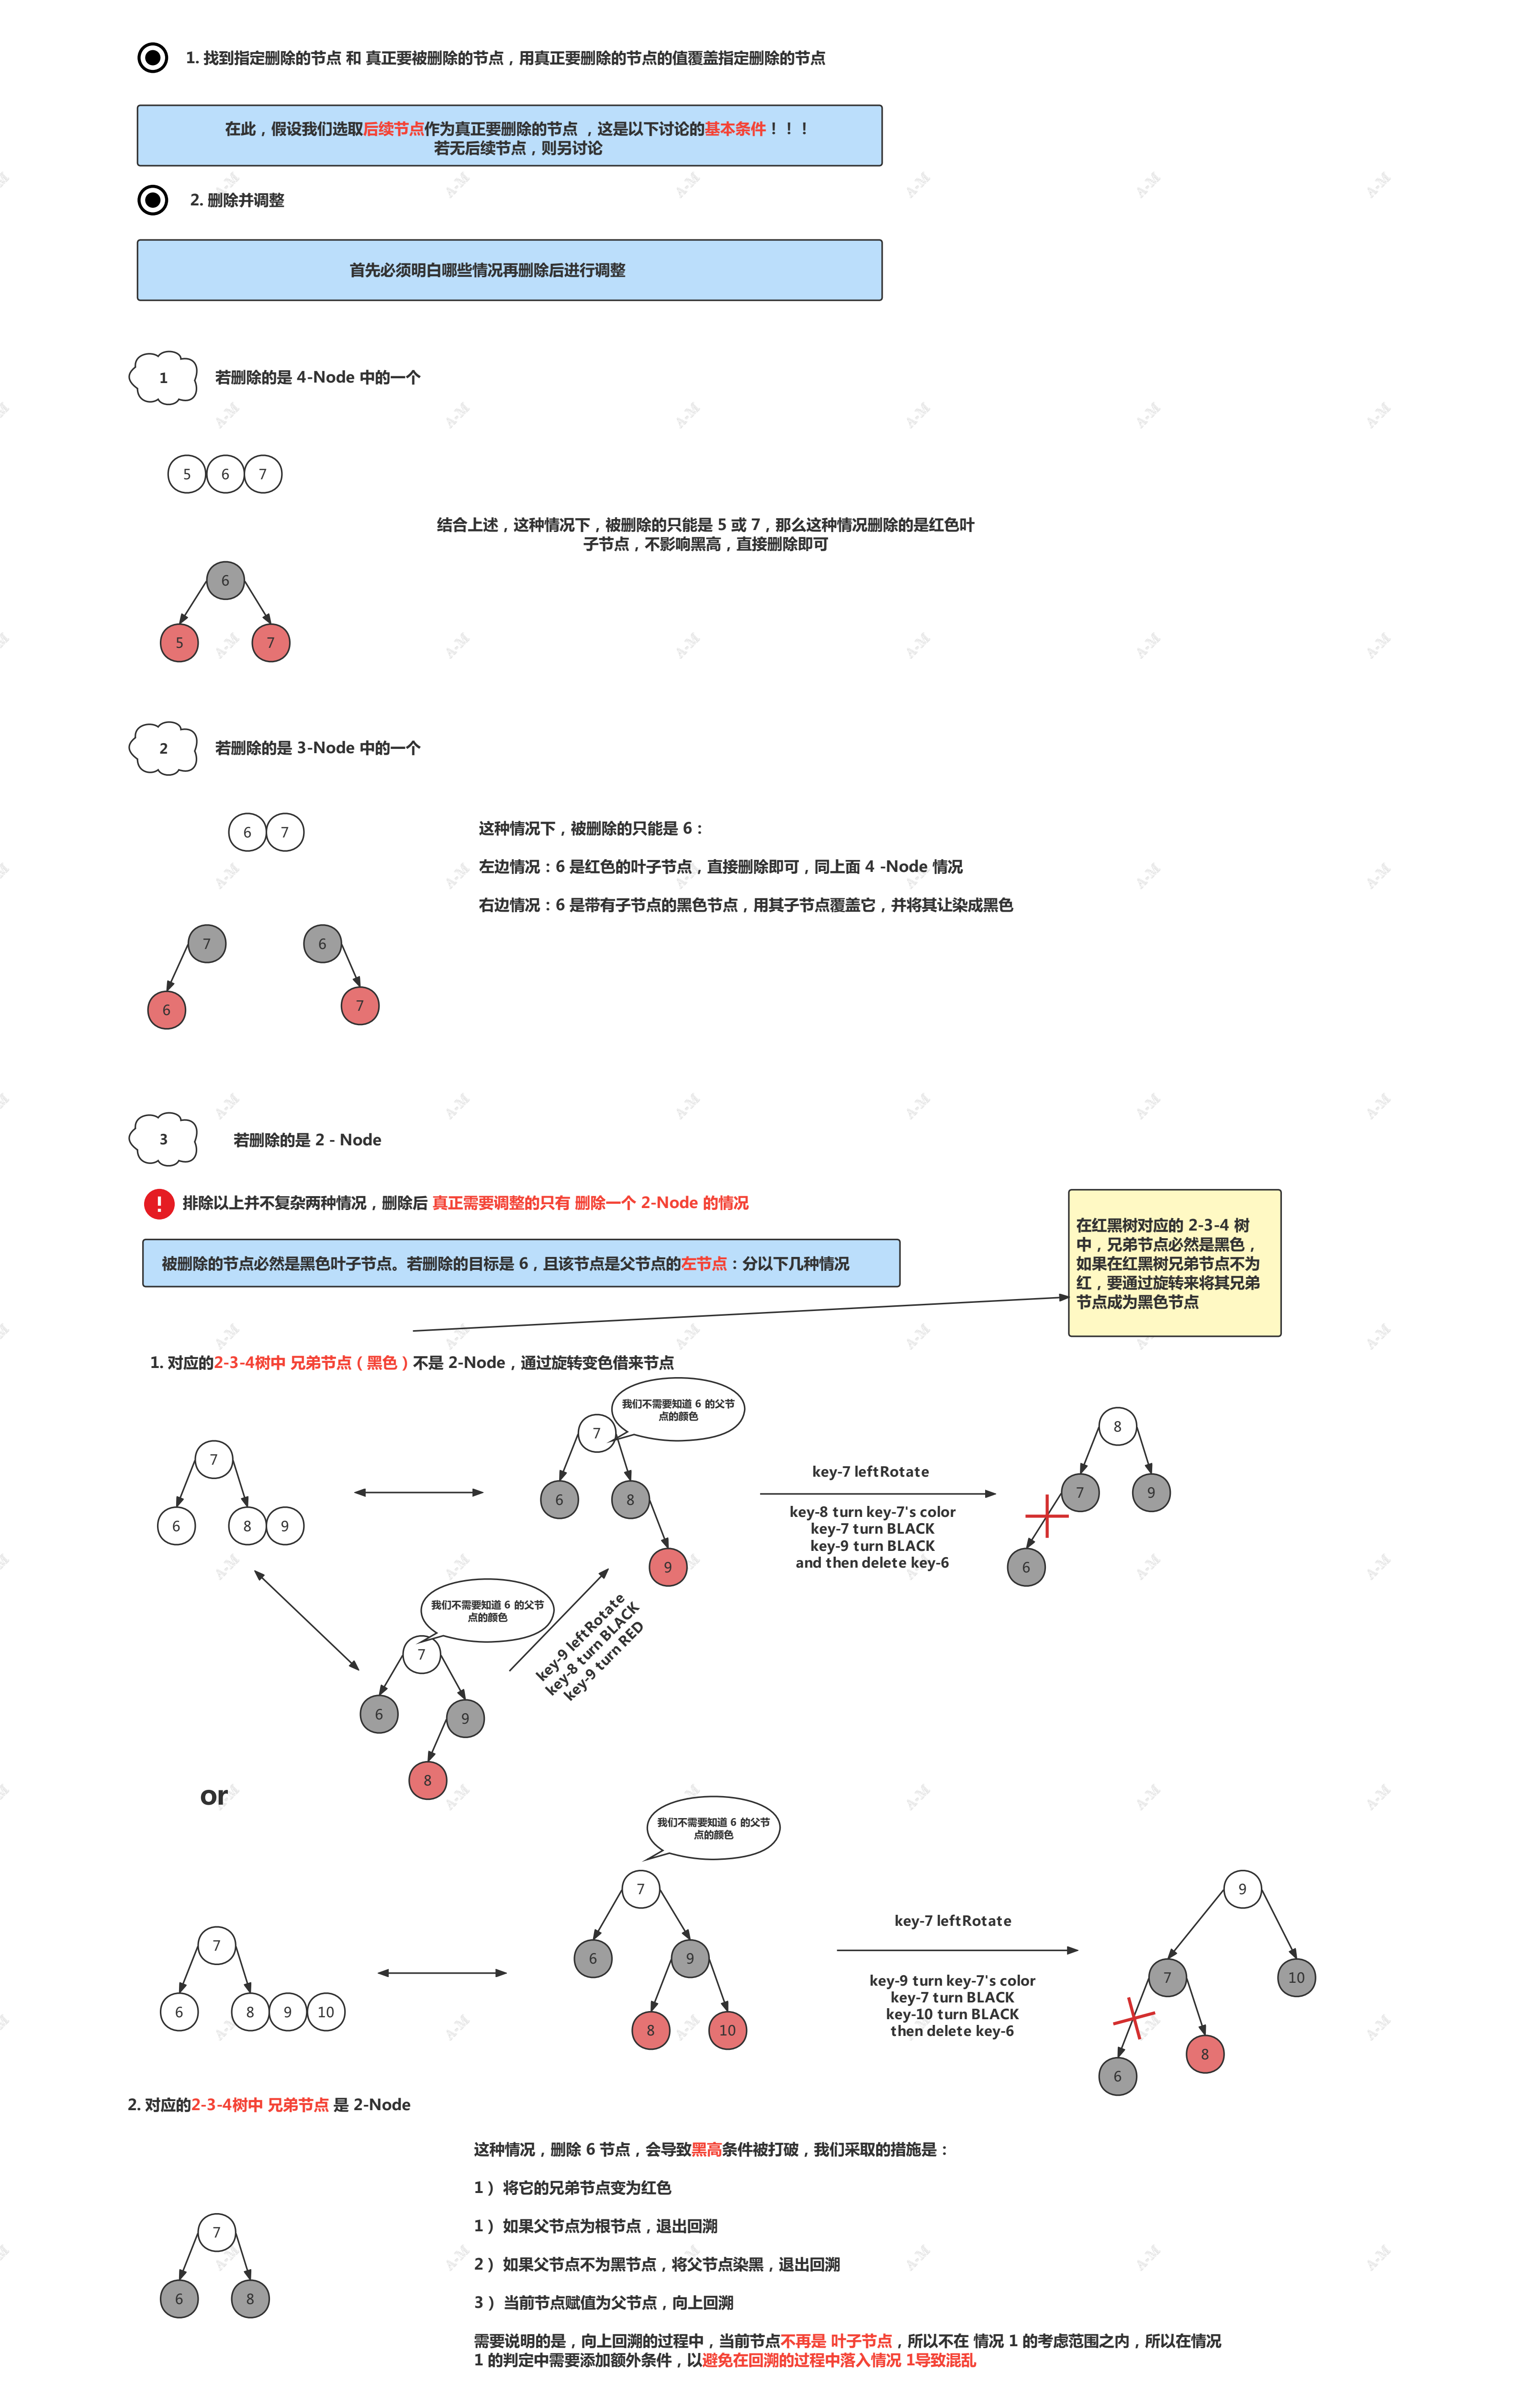 1. 找到指定删除的节点 和 真正要被删除的节点，用真正要删除的节点的值覆盖指定删除的节点
在此，假设我们选取后续节点作为真正要删除的节点 ，这是以下讨论的基本条件！！！
若无后续节点，则另讨论
2. 删除并调整
首先必须明白哪些情况再删除后进行调整
1
若删除的是 4-Node 中的一个
5 6 7
结合上述，这种情况下，被删除的只能是 5 或 7，那么这种情况删除的是红色叶
子节点，不影响黑高，直接删除即可
6
5 7
2
若删除的是 3-Node 中的一个
6 7
这种情况下，被删除的只能是 6：
左边情况：6 是红色的叶子节点，直接删除即可，同上面 4 -Node 情况
右边情况：6 是带有子节点的黑色节点，用其子节点覆盖它，并将其让染成黑色
7 6
6 7
3
若删除的是 2 - Node
! 排除以上并不复杂两种情况，删除后 真正需要调整的只有 删除一个 2-Node 的情况
被删除的节点必然是黑色叶子节点。若删除的目标是 6，且该节点是父节点的左节点：分以下几种情况
在红黑树对应的 2-3-4 树
中，兄弟节点必然是黑色，
如果在红黑树兄弟节点不为
红，要通过旋转来将其兄弟
节点成为黑色节点
1. 对应的2-3-4树中 兄弟节点（黑色）不是 2-Node，通过旋转变色借来节点
7
6 8 9
我们不需要知道 6 的父节
点的颜色
7
6 8
9
key-7 leftRotate
key-8 turn key-7's color
key-7 turn BLACK
key-9 turn BLACK
and then delete key-6
8
7 9
6
我们不需要知道 6 的父节
点的颜色
7
6 9
8
key-9 leftRotate
key-8 turn BLACK
key-9 turn RED
or
7
6 8 9 10
我们不需要知道 6 的父节
点的颜色
7
6 9
8 10
key-7 leftRotate
key-9 turn key-7's color
key-7 turn BLACK
key-10 turn BLACK
then delete key-6
9
7 10
6 8
2. 对应的2-3-4树中 兄弟节点 是 2-Node
7
6 8
这种情况，删除 6 节点，会导致黑高条件被打破，我们采取的措施是：
1） 将它的兄弟节点变为红色
1） 如果父节点为根节点，退出回溯
2） 如果父节点不为黑节点，将父节点染黑，退出回溯
3） 当前节点赋值为父节点，向上回溯
需要说明的是，向上回溯的过程中，当前节点不再是 叶子节点，所以不在 情况 1 的考虑范围之内，所以在情况
1 的判定中需要添加额外条件，以避免在回溯的过程中落入情况 1导致混乱
A-M